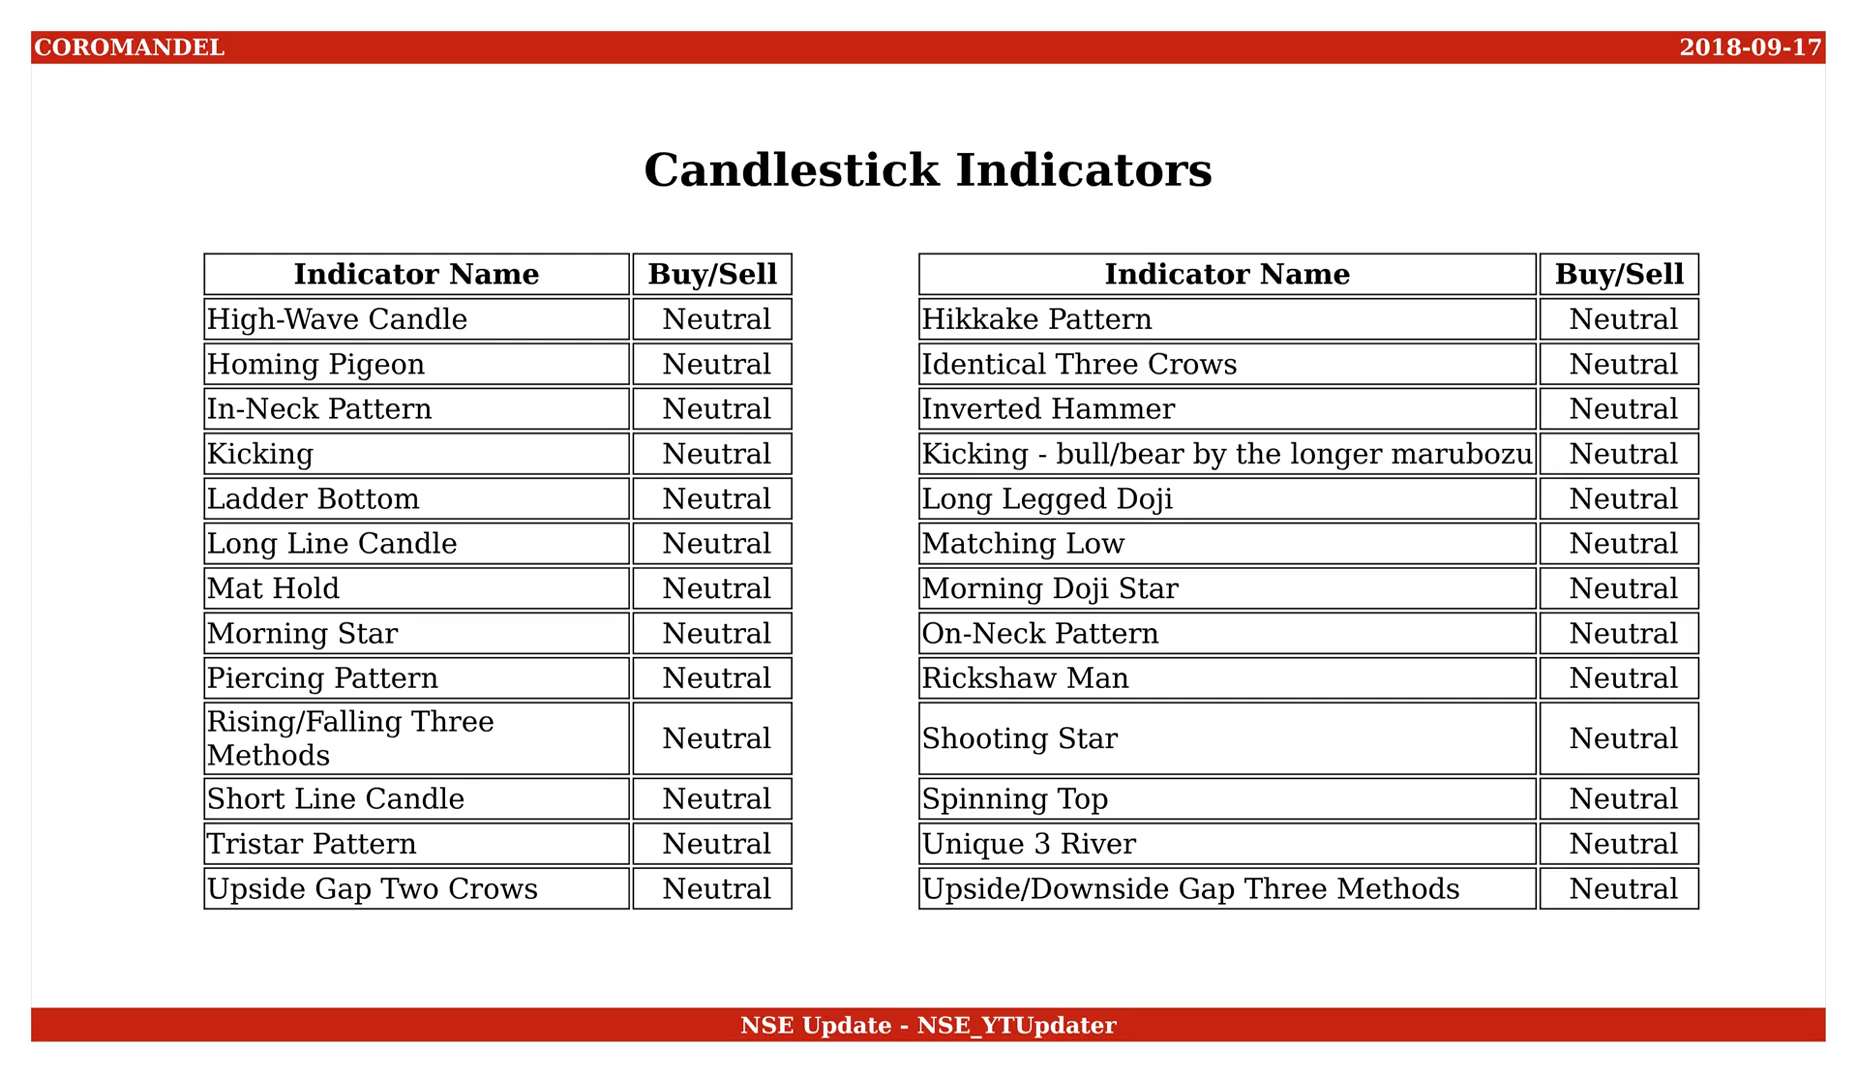 COROMANDEL
2018-09-17
Candlestick Indicators
Indicator Name Buy/Sell
High-Wave Candle Neutral
Homing Pigeon Neutral
In-Neck Pattern Neutral
Kicking Neutral
Ladder Bottom Neutral
Long Line Candle Neutral
Mat Hold Neutral
Morning Star Neutral
Piercing Pattern Neutral
Rising/Falling Three
Methods Neutral
Short Line Candle Neutral
Tristar Pattern Neutral
Upside Gap Two Crows Neutral
Indicator Name Buy/Sell
Hikkake Pattern Neutral
Identical Three Crows Neutral
Inverted Hammer Neutral
Kicking - bull/bear by the longer marubozu Neutral
Long Legged Doji Neutral
Matching Low Neutral
Morning Doji Star Neutral
On-Neck Pattern Neutral
Rickshaw Man Neutral
Shooting Star Neutral
Spinning Top Neutral
Unique 3 River Neutral
Upside/Downside Gap Three Methods Neutral
NSE Update - NSE_YTUpdater